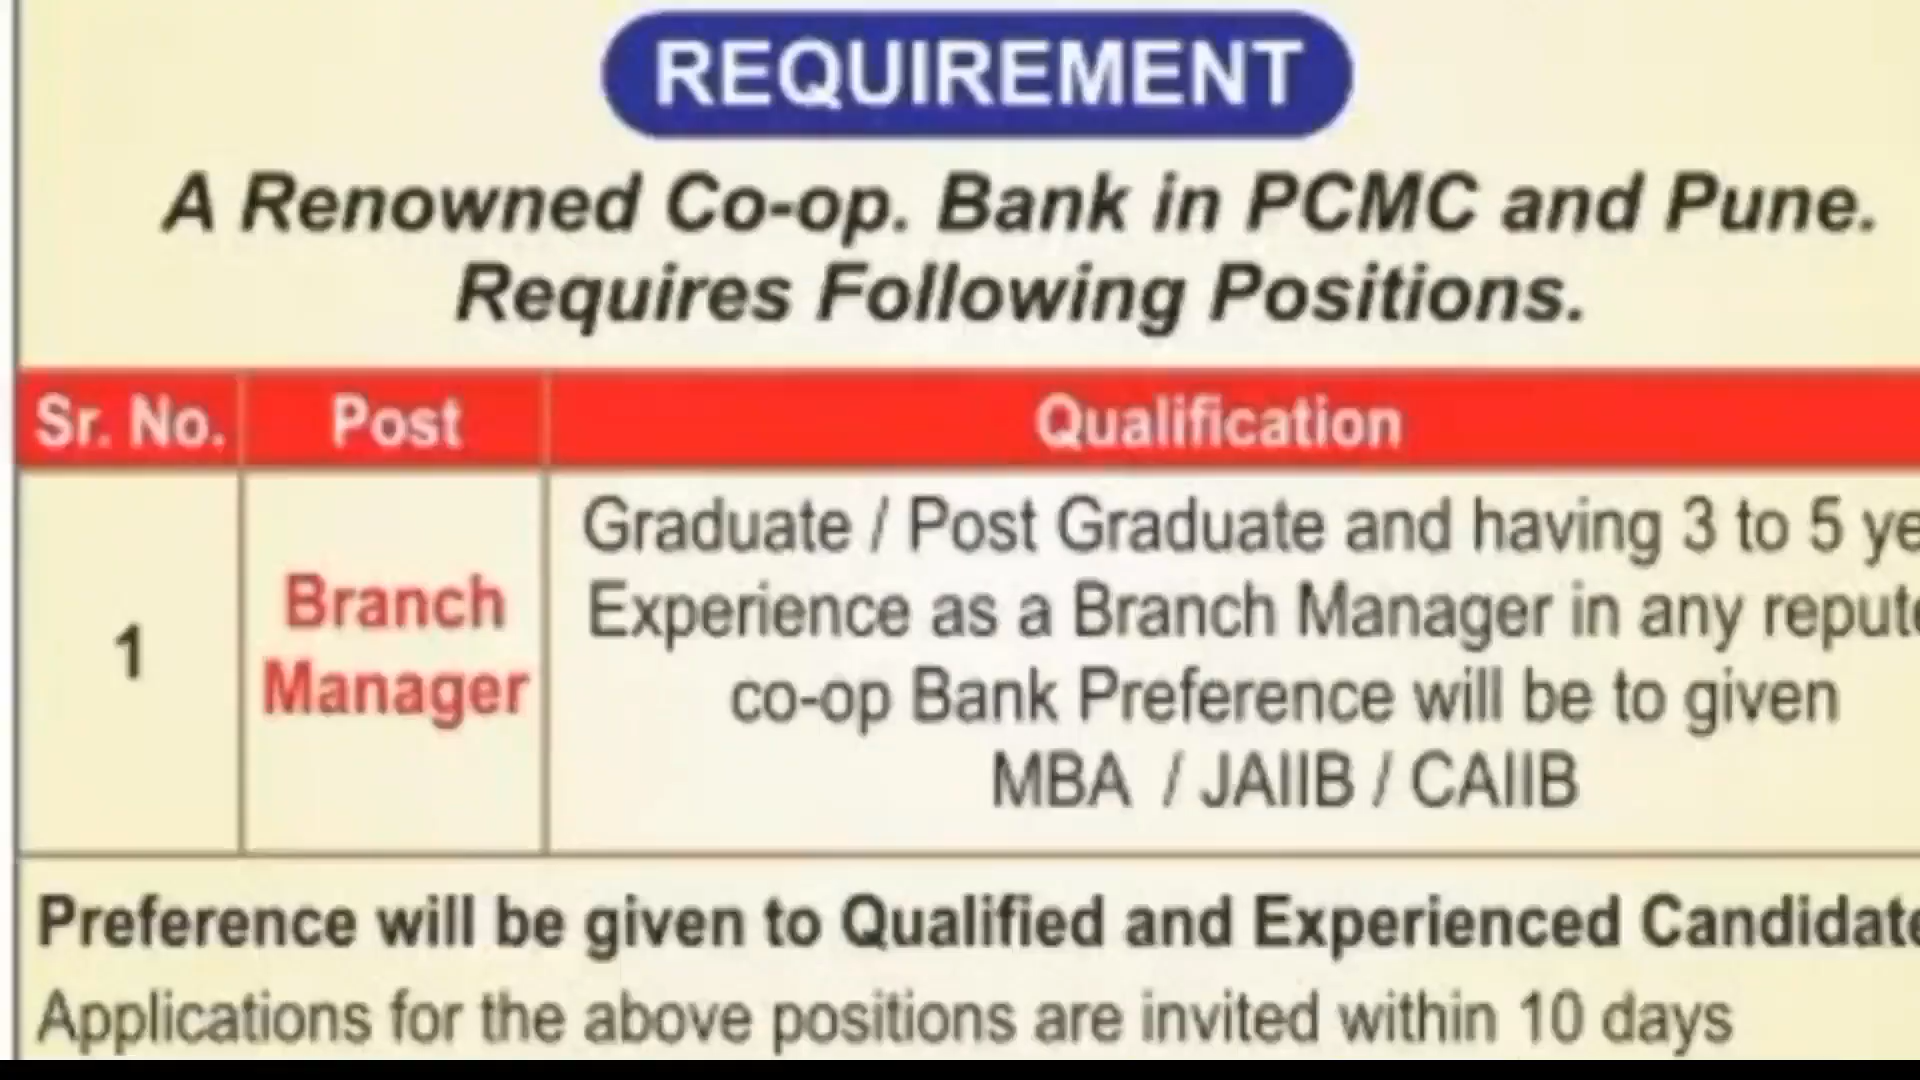 REQUIREMENT
A Renowned Co-op. Bank in PCMC and Pune.
Requires Following Positions.
Sr. No. Post Qualification
1 Branch Manager Graduate / Post Graduate and having 3 to 5 ye
Experience as a Branch Manager in any repute
co-op Bank Preference will be to given
MBA / JAIIB / CAIIB
Preference will be given to Qualified and Experienced Candidate
Applications for the above positions are invited within 10 days